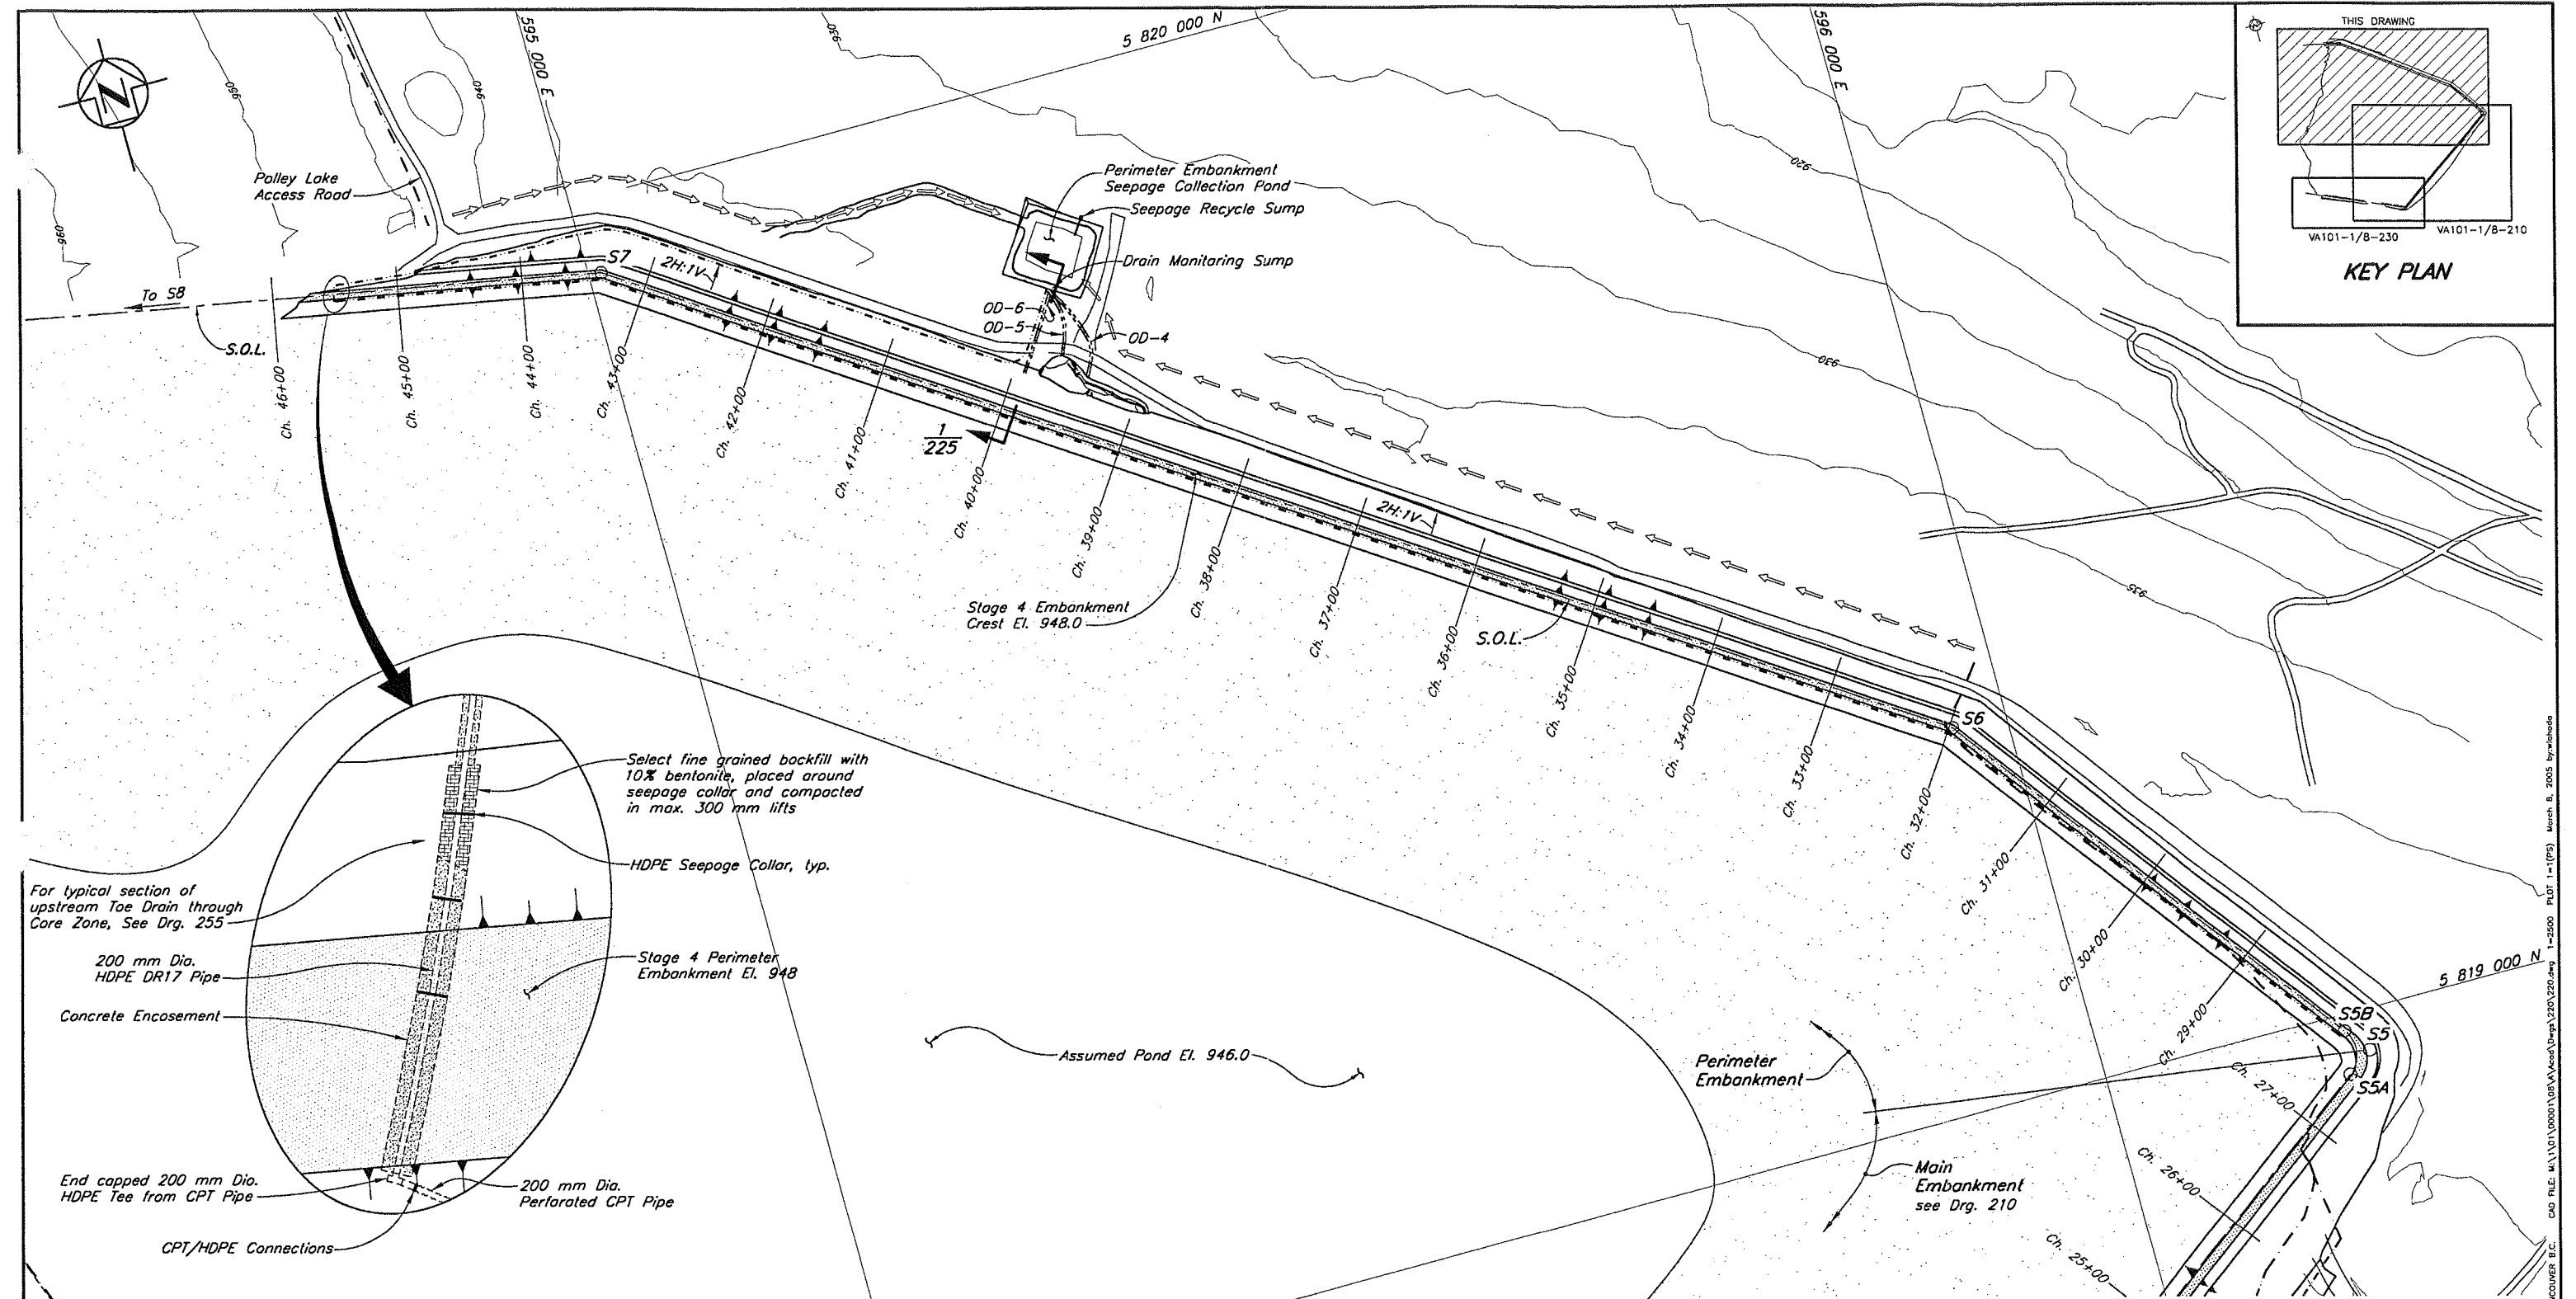 5 820 000 N
595 000 E
596 000 E
930
940
950
THIS DRAWING
VA101-1/8-230
VA101-1/8-210
KEY PLAN
N
Polley Lake
Access Road
Perimeter Embankment
Seepage Collection Pond
Seepage Recycle Sump
Drain Monitoring Sump
920
To S8
S.O.L.
S7
2H:1V
OD-6
OD-5
OD-4
930
Ch. 46+00
Ch. 45+00
Ch. 44+00
Ch. 43+00
Ch. 42+00
Ch. 41+00
Ch. 40+00
Ch. 39+00
Ch. 38+00
Ch. 37+00
Ch. 36+00
Ch. 35+00
Ch. 34+00
Ch. 33+00
Ch. 32+00
Ch. 31+00
Ch. 30+00
Ch. 29+00
Ch. 27+00
Ch. 26+00
Ch. 25+00
1
225
2H:1V
935
Stage 4 Embankment
Crest El. 948.0
S.O.L.
S6
Select fine grained backfill with
10% bentonite, placed around
seepage collar and compacted
in max. 300 mm lifts
HDPE Seepage Collar, typ.
For typical section of
upstream Toe Drain through
Core Zone, See Drg. 255
200 mm Dia.
HDPE DR17 Pipe
Concrete Encasement
Stage 4 Perimeter
Embankment El. 948
End capped 200 mm Dia.
HDPE Tee from CPT Pipe
200 mm Dia.
Perforated CPT Pipe
CPT/HDPE Connections
Assumed Pond El. 946.0
Perimeter
Embankment
Main
Embankment
see Drg. 210
5 819 000 N
S5B
S5
S5A